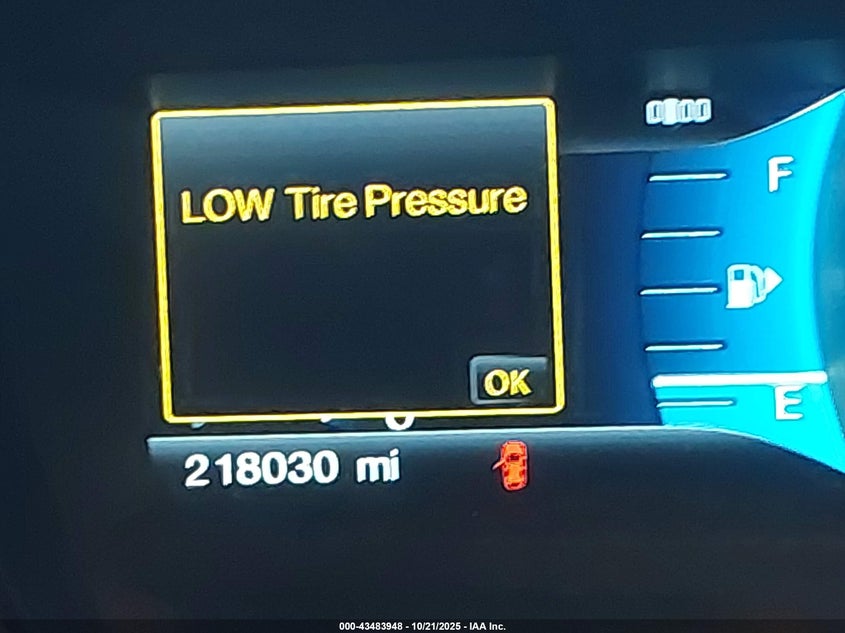 F
LOW Tire Pressure
OK
E
218030 mi
000-43483948 - 10/21/2025 - IAA Inc.